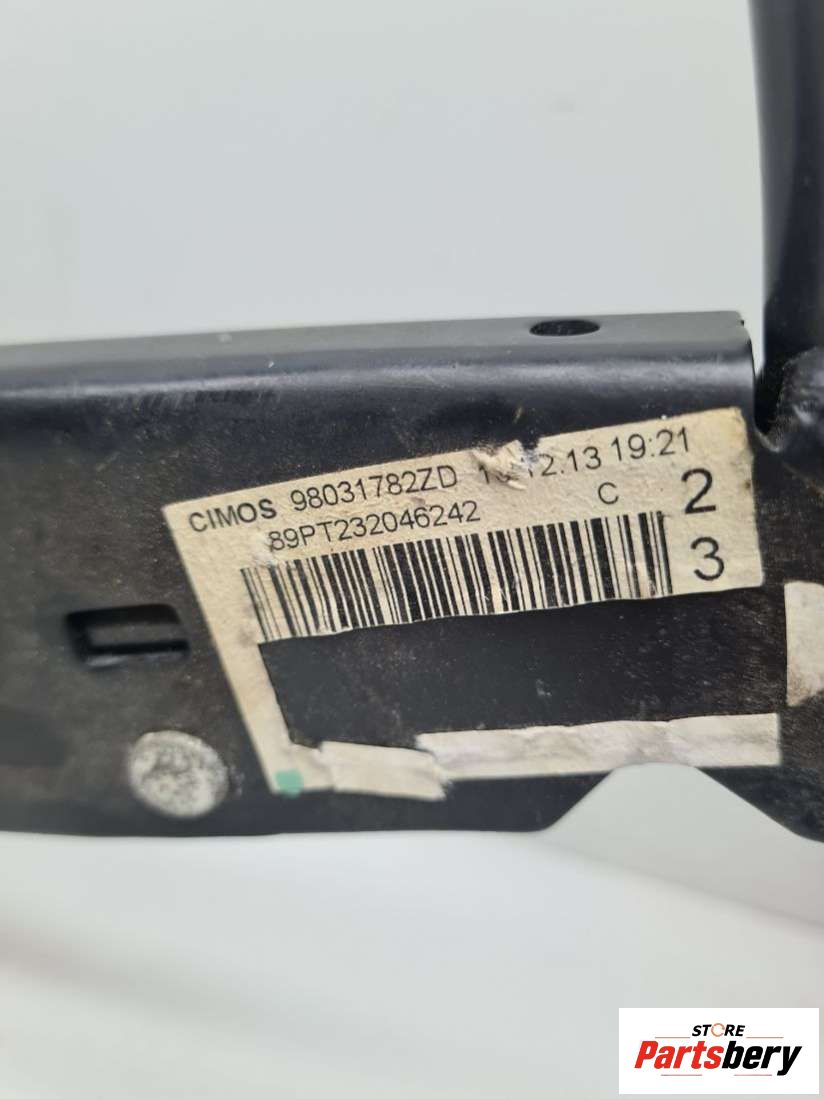 CIMOS 98031782ZD 12.13 19:21
89PT232046242 C 2
3
STORE
Partsbery